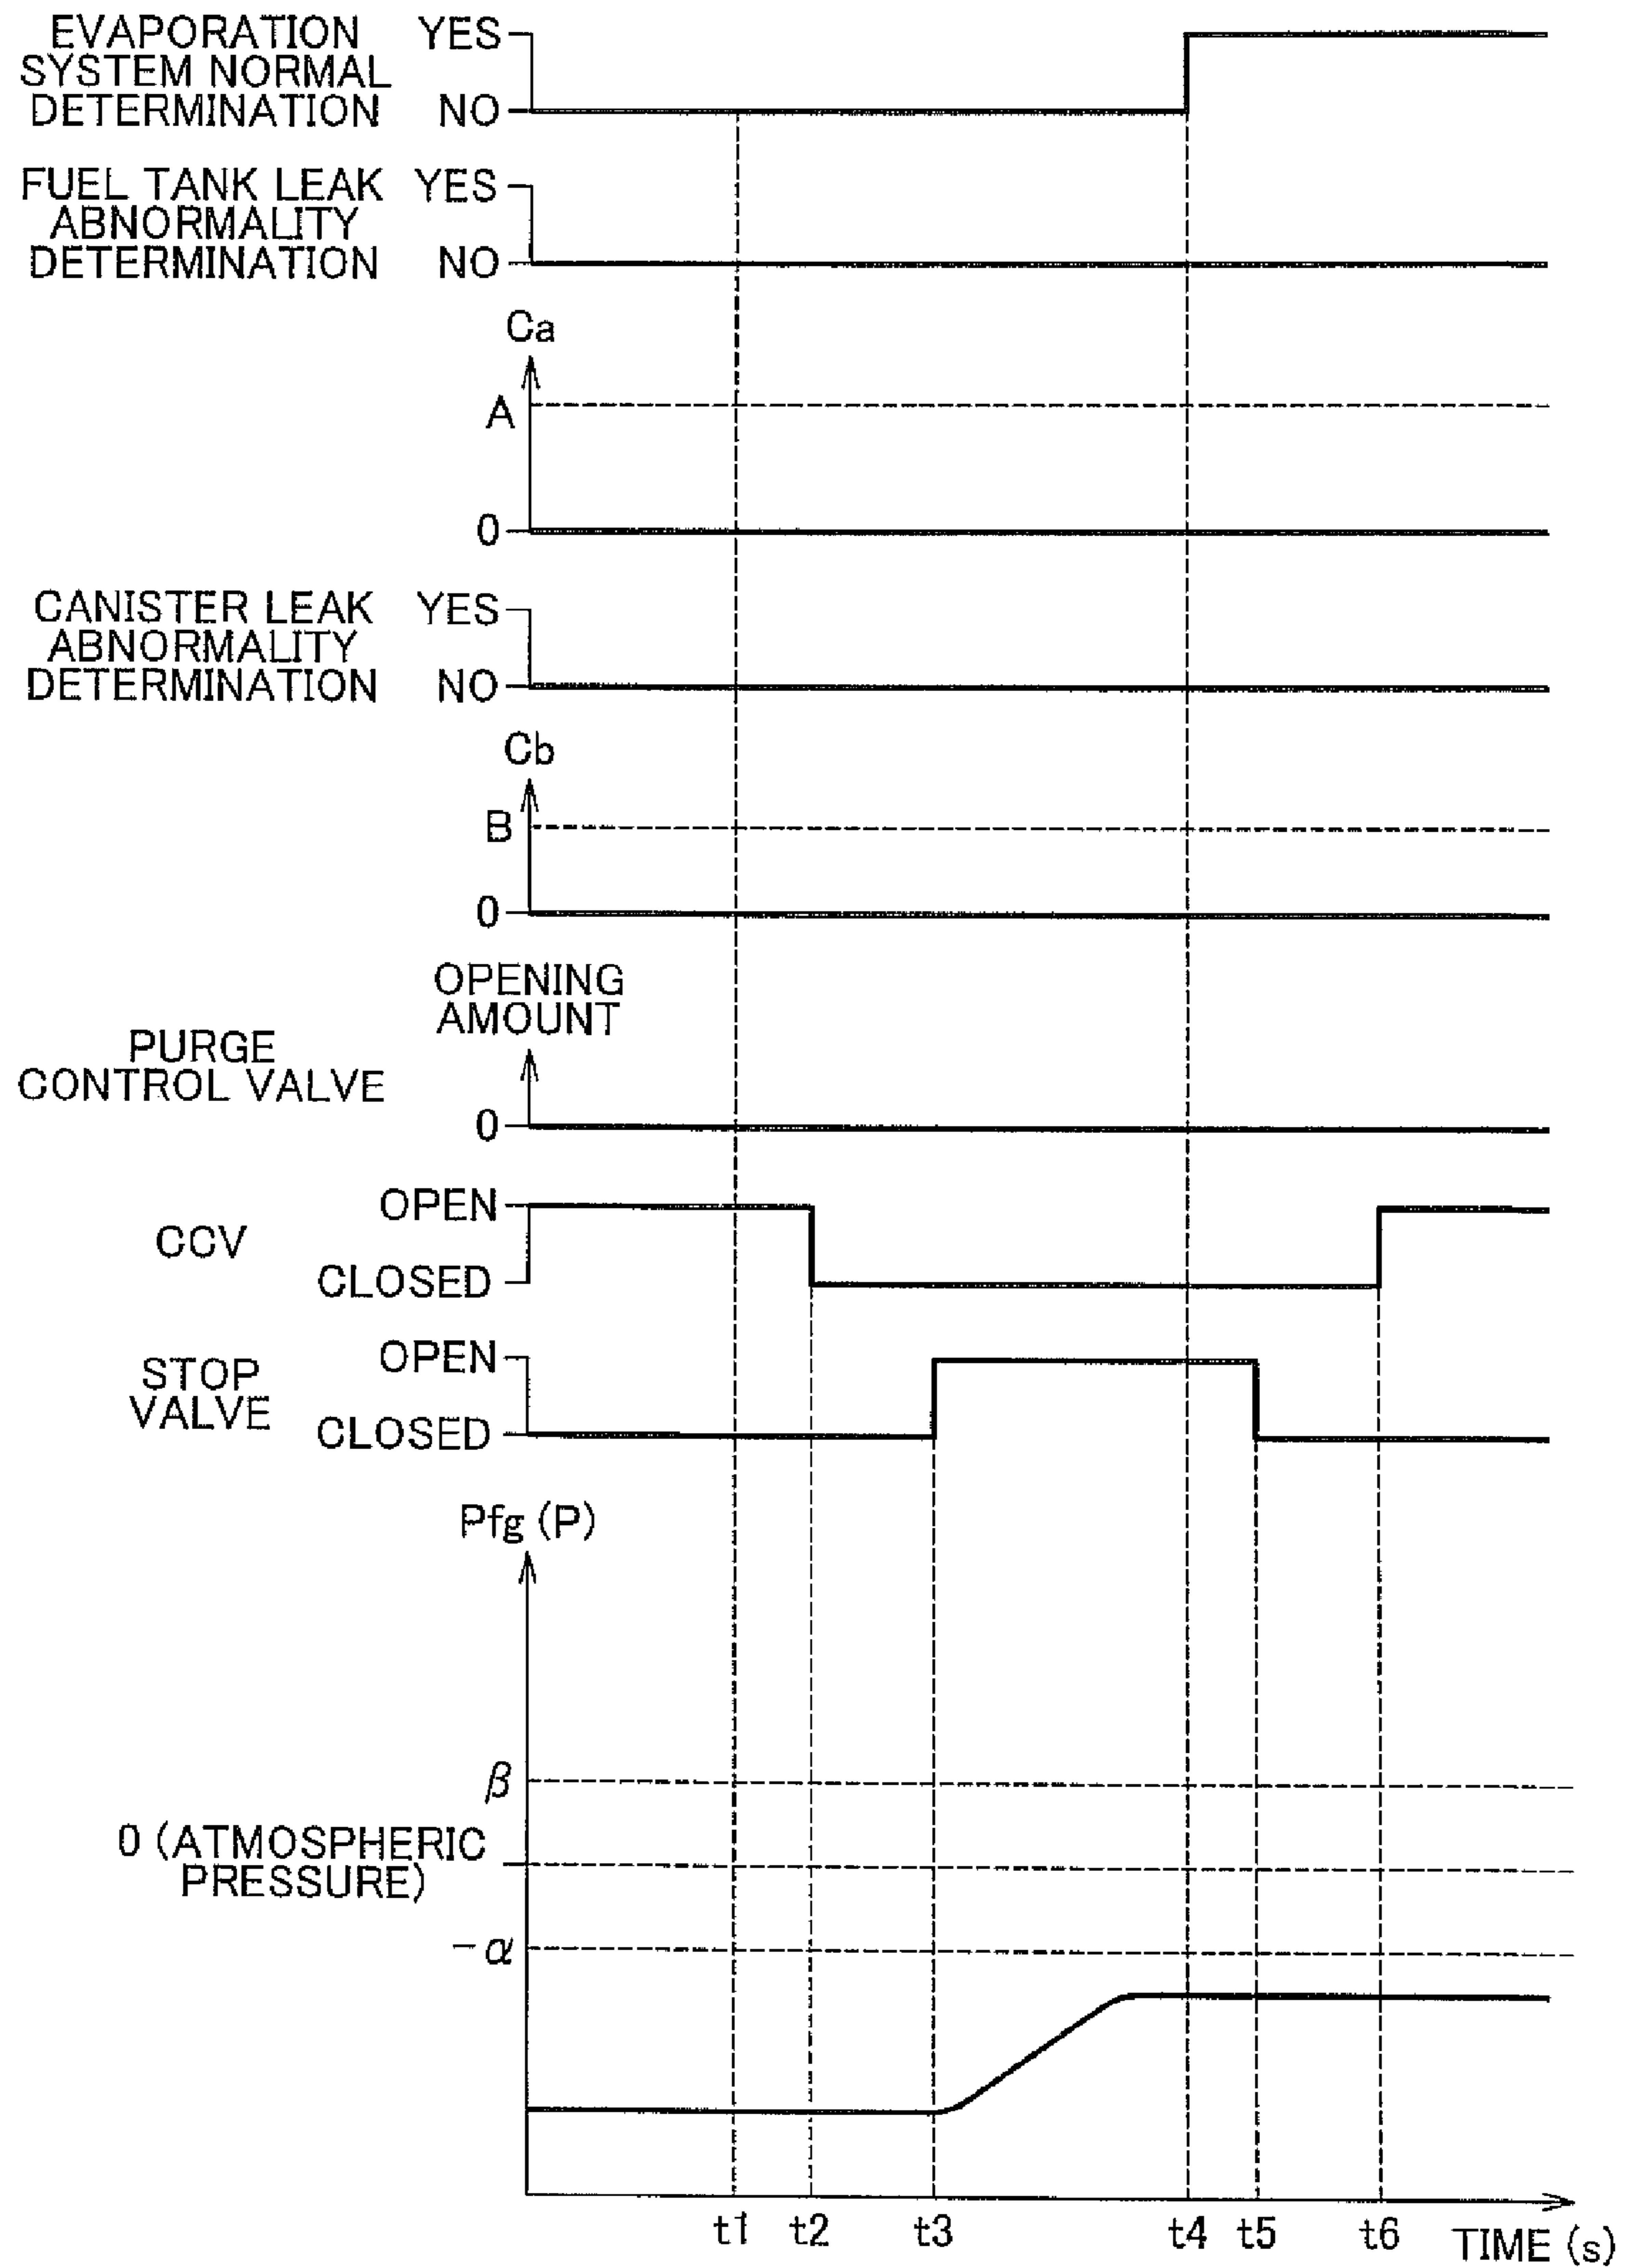 EVAPORATION
SYSTEM NORMAL
DETERMINATION
YES
NO
FUEL TANK LEAK
ABNORMALITY
DETERMINATION
YES
NO
Ca
A
0
CANISTER LEAK
ABNORMALITY
DETERMINATION
YES
NO
Cb
B
0
OPENING
AMOUNT
PURGE
CONTROL VALVE
0
CCV
OPEN
CLOSED
STOP
VALVE
OPEN
CLOSED
Pfg (P)
β
0 (ATMOSPHERIC
PRESSURE)
-α
t1 t2 t3 t4 t5 t6 TIME (s)